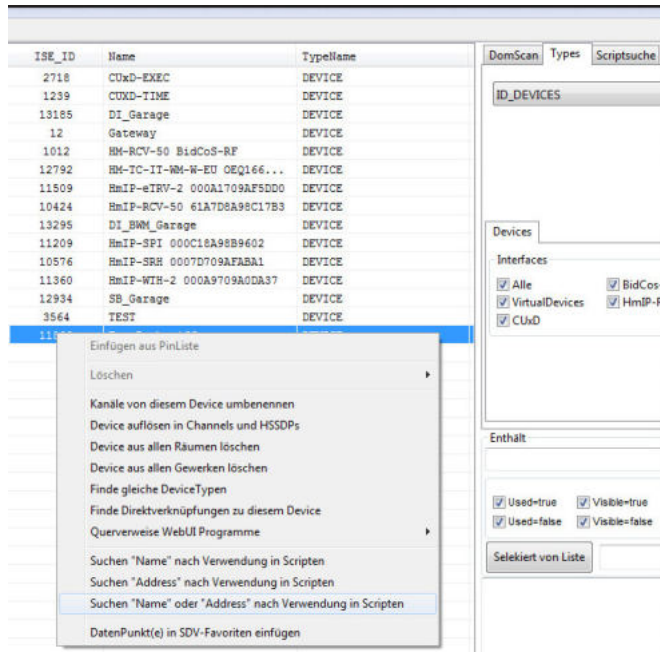 ISE_ID Name TypeName
2718 CUxD-EXEC DEVICE
1239 CUXD-TIME DEVICE
13185 DI_Garage DEVICE
12 Gateway DEVICE
1012 HM-RCV-50 BidCoS-RF DEVICE
12792 HM-TC-IT-WM-W-EU OEQ166... DEVICE
11509 HmIP-eTRV-2 000A1709AF5DD0 DEVICE
10424 HmIP-RCV-50 61A7D8A98C17B3 DEVICE
13295 DI_BWM_Garage DEVICE
11209 HmIP-SPI 000C18A98B9602 DEVICE
10576 HmIP-SRH 0007D709AFABA1 DEVICE
11360 HmIP-WTH-2 000A9709A0DA37 DEVICE
12934 SB_Garage DEVICE
3564 TEST DEVICE
Einfügen aus PinListe
Löschen
Kanäle von diesem Device umbenennen
Device auflösen in Channels und HSSDPs
Device aus allen Räumen löschen
Device aus allen Gewerken löschen
Finde gleiche DeviceTypen
Finde Direktverknüpfungen zu diesem Device
Querverweise WebUI Programme
Suchen "Name" nach Verwendung in Scripten
Suchen "Address" nach Verwendung in Scripten
Suchen "Name" oder "Address" nach Verwendung in Scripten
DatenPunkt(e) in SDV-Favoriten einfügen
DomScan Types Scriptsuche
ID_DEVICES
Devices
Interfaces
Alle BidCos-
VirtualDevices HmIP-R
CUxD
Enthält
Used=true Visible=true
Used=false Visible=false
Selekiert von Liste